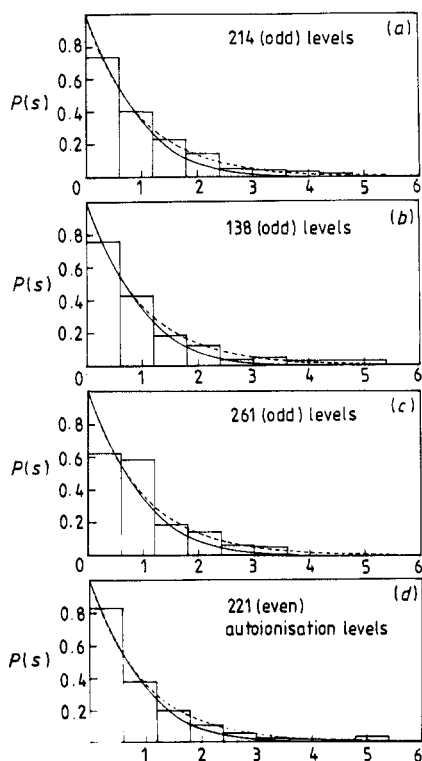 (a)
214 (odd) levels
0.8
0.6
P(s)
0.4
0.2
0 1 2 3 4 5 6
(b)
138 (odd) levels
0.8
0.6
P(s)
0.4
0.2
0 1 2 3 4 5 6
(c)
261 (odd) levels
0.8
0.6
P(s)
0.4
0.2
0 1 2 3 4 5 6
(d)
221 (even)
autoionisation levels
0.8
0.6
P(s)
0.4
0.2
0 1 2 3 4 5 6